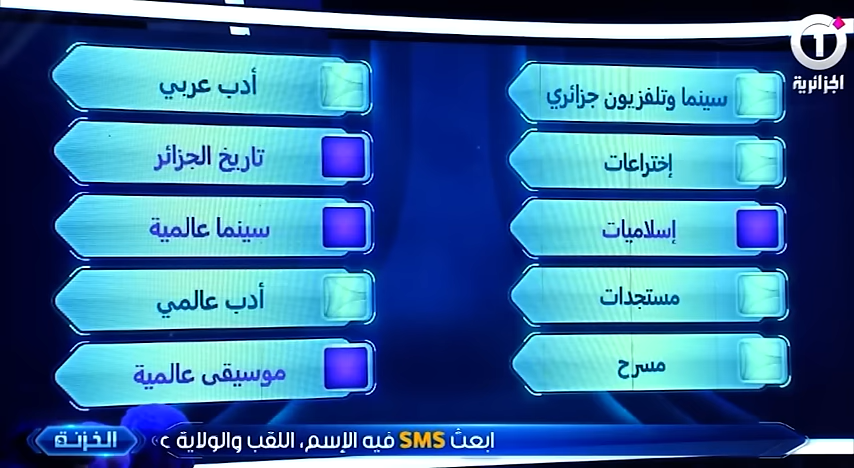 1
الجزائرية
سينما وتلفزيون جزائري
إختراعات
إسلاميات
مستجدات
مسرح
أدب عربي
تاريخ الجزائر
سينما عالمية
أدب عالمي
موسيقى عالمية
الخزنة
ابعث SMS فيه الإسم، اللقب والولاية